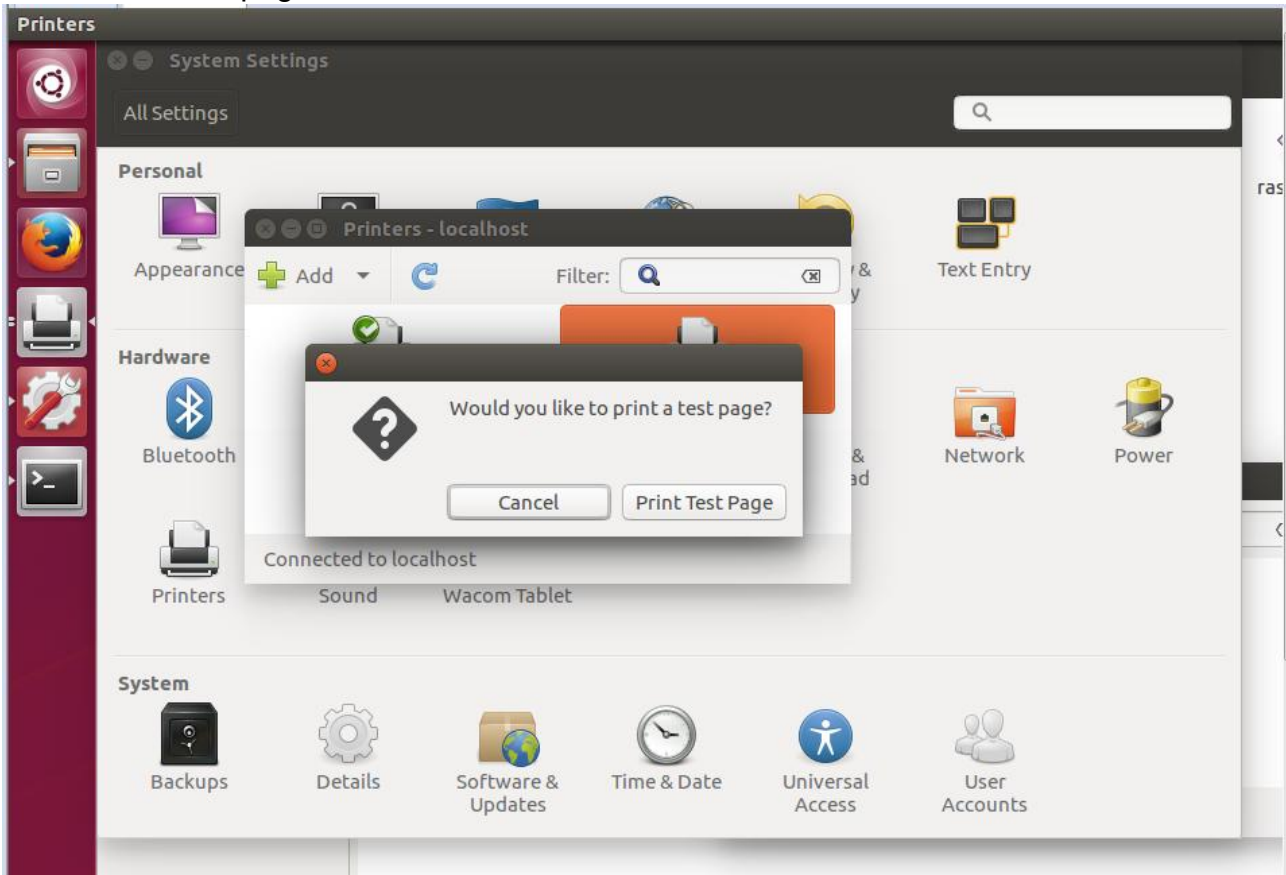 Printers
System Settings
All Settings
Personal
Appearance
Text Entry
Printers - localhost
Add
Filter:
&
Would you like to print a test page?
Cancel
Print Test Page
Connected to localhost
Hardware
Bluetooth
&
Network
Power
Printers
Sound
Wacom Tablet
System
Backups
Details
Software &
Updates
Time & Date
Universal
Access
User
Accounts
ras